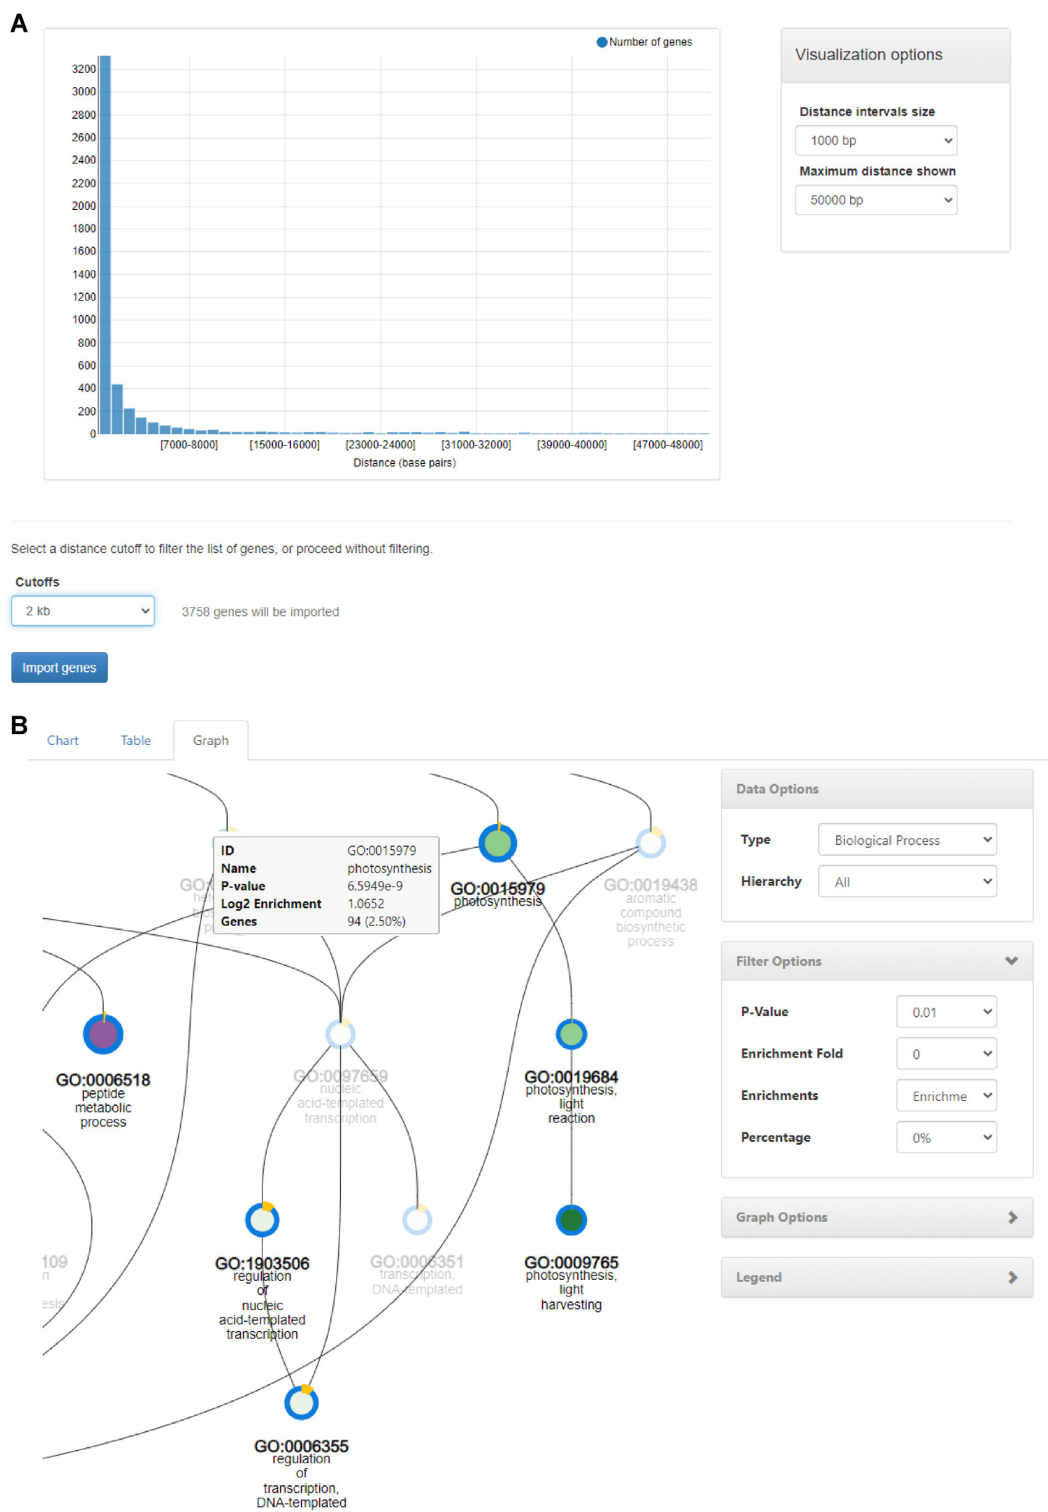 A
Number of genes
3200
3000
2800
2600
2400
2200
2000
1800
1600
1400
1200
1000
800
600
400
200
0
[7000-8000] [15000-16000] [23000-24000] [31000-32000] [39000-40000] [47000-48000]
Distance (base pairs)
Visualization options
Distance intervals size
1000 bp
Maximum distance shown
50000 bp
Select a distance cutoff to filter the list of genes, or proceed without filtering.
Cutoffs
2 kb
3758 genes will be imported
Import genes
B
Chart Table Graph
ID GO:0015979
Name photosynthesis
P-value 6.5949e-9
Log2 Enrichment 1.0652
Genes 94 (2.50%)
GO:0015979
photosynthesis
GO:0019438
aromatic
compound
biosynthetic
process
GO:0006518
peptide
metabolic
process
GO:0097659
nucleic
acid-templated
transcription
GO:0019684
photosynthesis,
light
reaction
109
GO:1903506
regulation
of
nucleic
acid-templated
transcription
GO:0006351
transcription,
DNA-templated
GO:0009765
photosynthesis,
light
harvesting
GO:0006355
regulation
of
transcription,
DNA-templated
Data Options
Type Biological Process
Hierarchy All
Filter Options
P-Value 0.01
Enrichment Fold 0
Enrichments Enrichme
Percentage 0%
Graph Options
Legend